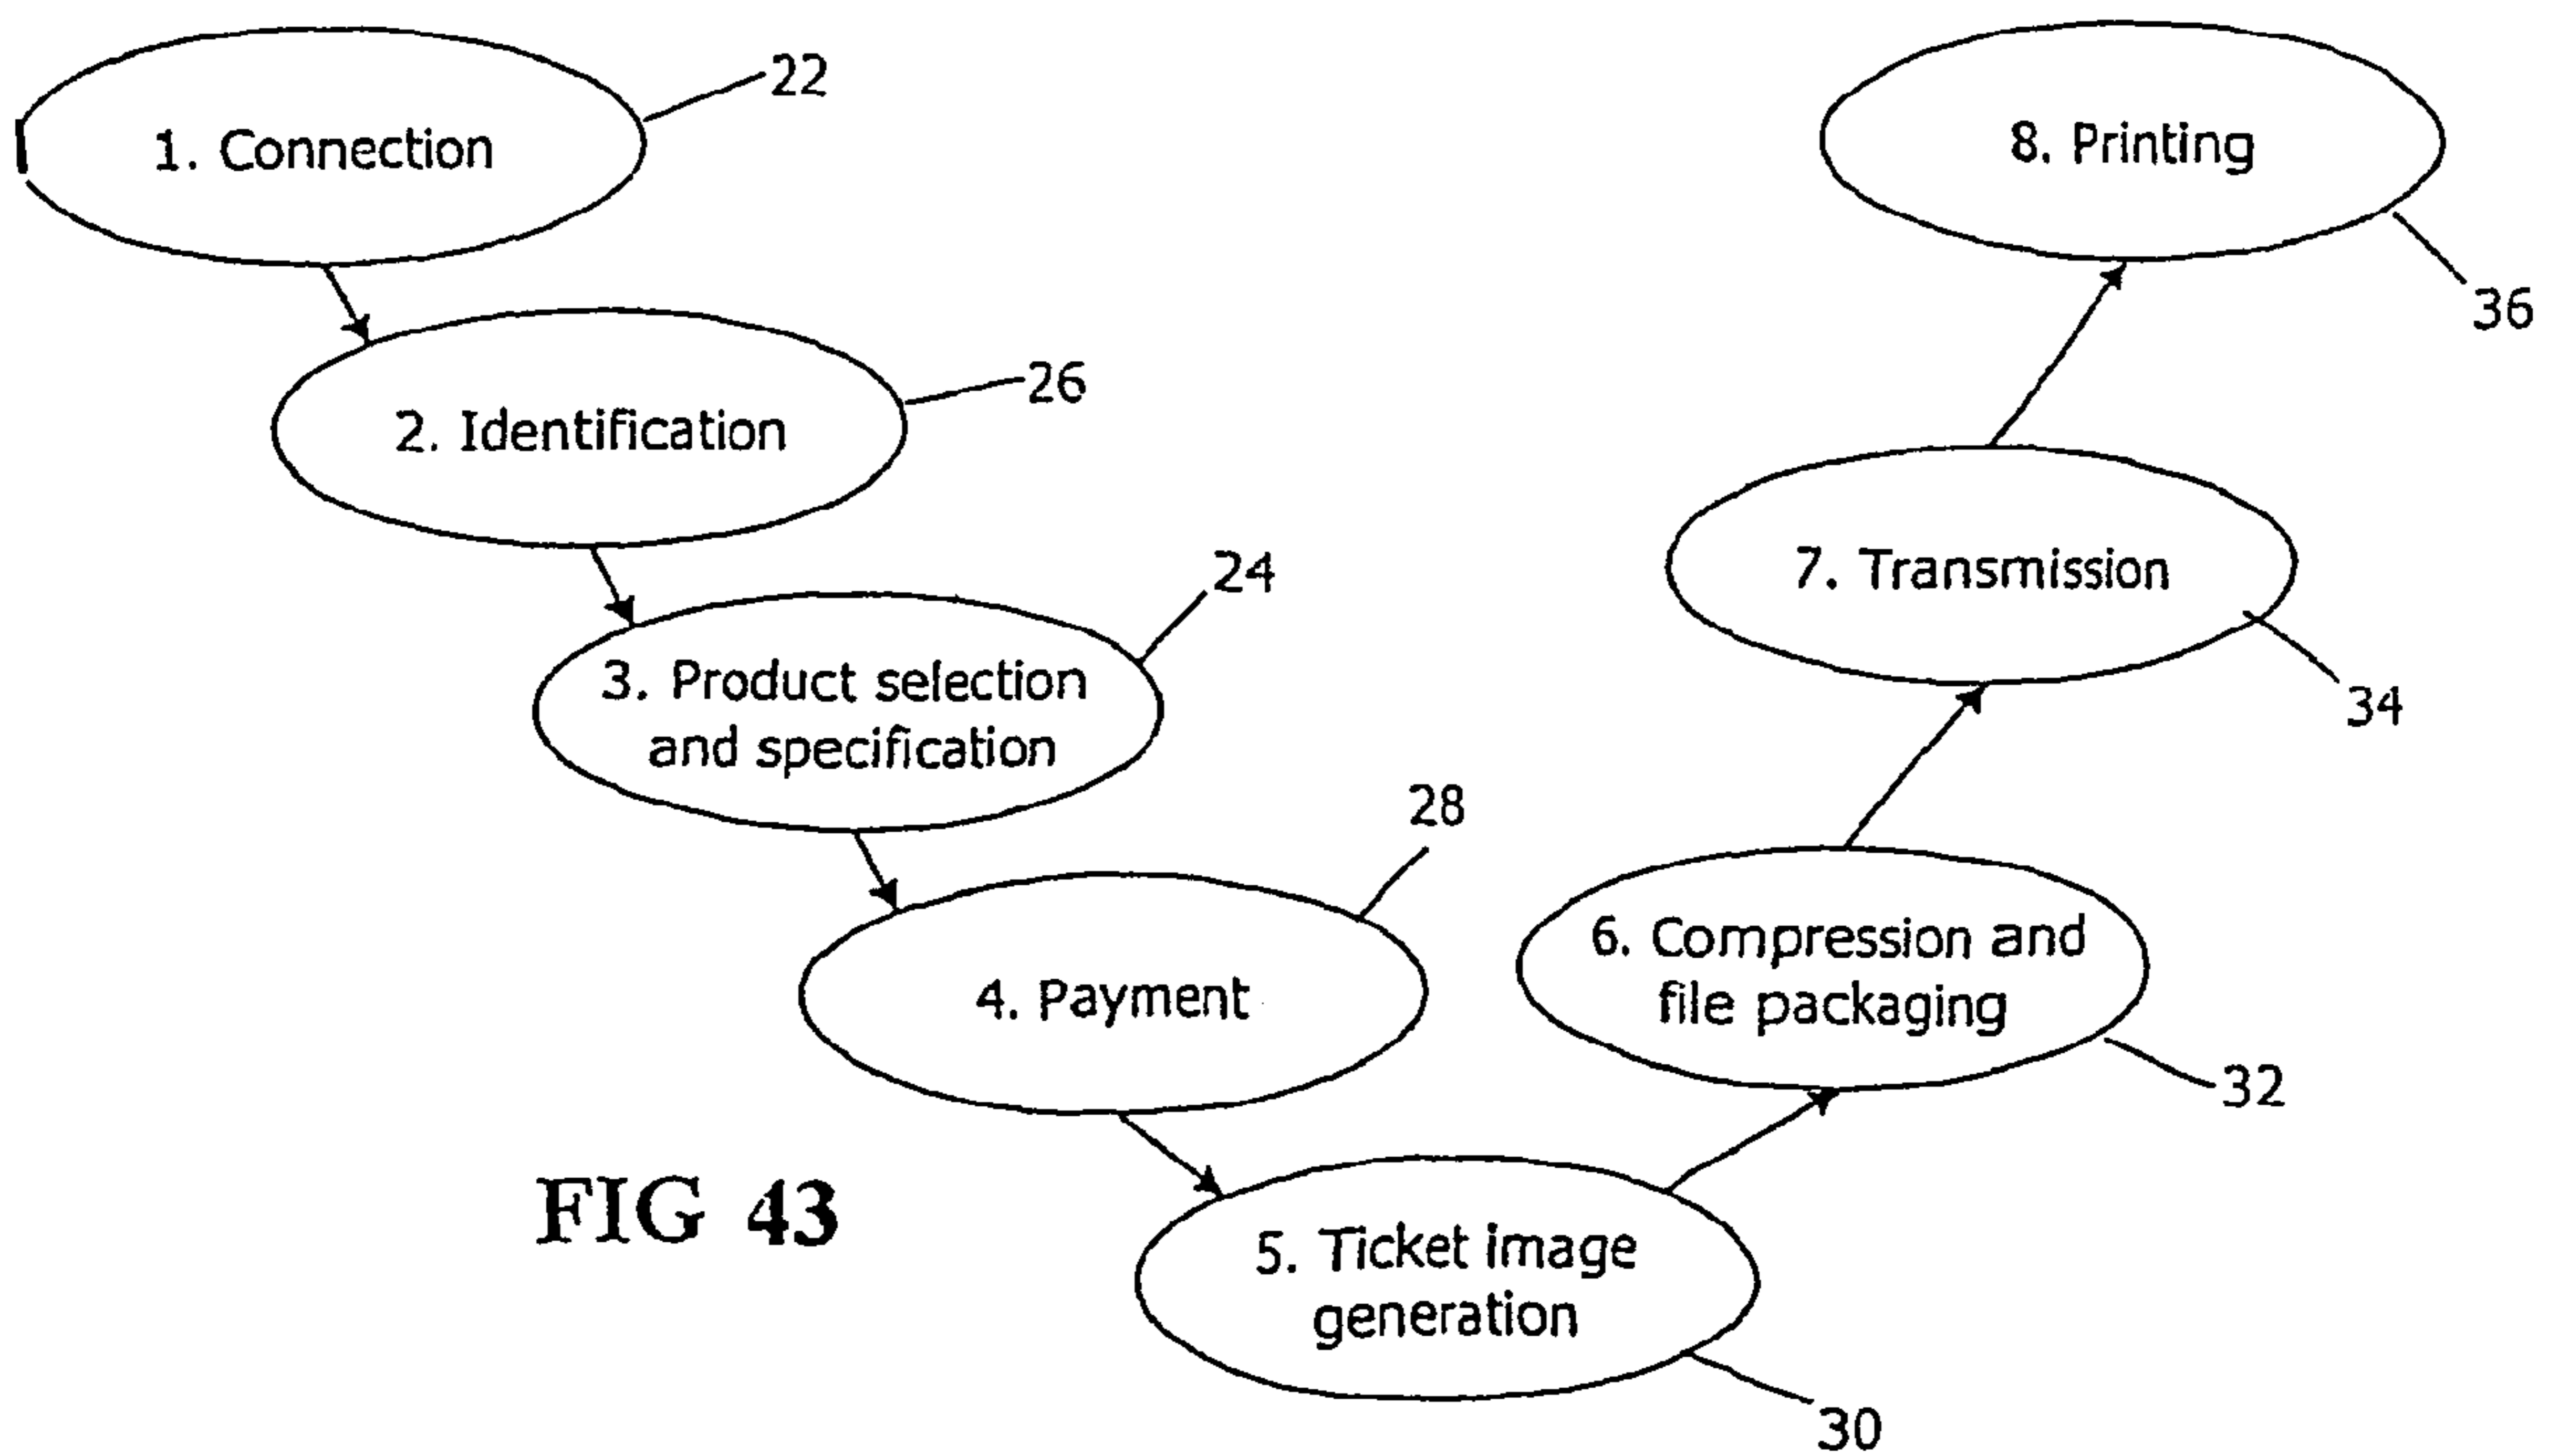 1. Connection
22
2. Identification
26
3. Product selection
and specification
24
4. Payment
28
5. Ticket image
generation
30
6. Compression and
file packaging
32
7. Transmission
34
8. Printing
36
FIG 43